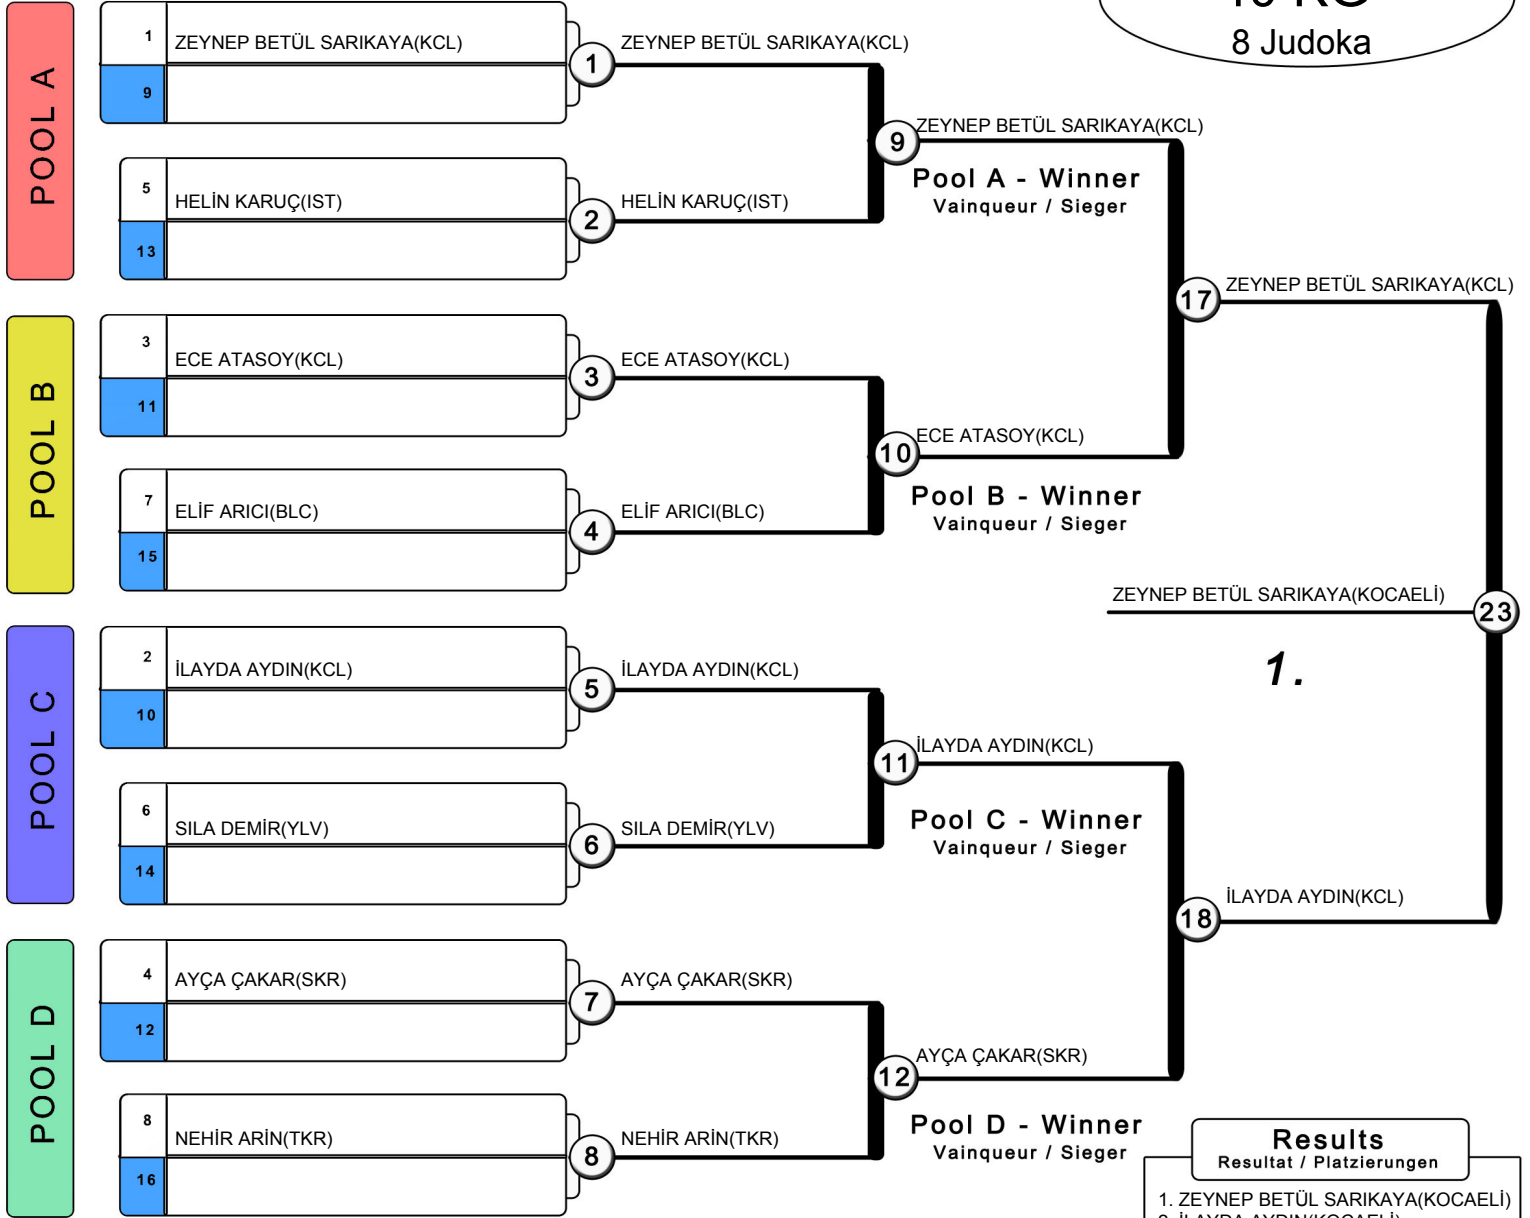 KG
8 Judoka
POOL A
1 ZEYNEP BETÜL SARIKAYA(KCL)
9
1
ZEYNEP BETÜL SARIKAYA(KCL)
5 HELİN KARUÇ(IST)
13
2
HELİN KARUÇ(IST)
9
ZEYNEP BETÜL SARIKAYA(KCL)
Pool A - Winner
Vainqueur / Sieger
POOL B
3 ECE ATASOY(KCL)
11
3
ECE ATASOY(KCL)
7 ELİF ARICI(BLC)
15
4
ELİF ARICI(BLC)
10
ECE ATASOY(KCL)
Pool B - Winner
Vainqueur / Sieger
17
ZEYNEP BETÜL SARIKAYA(KCL)
ZEYNEP BETÜL SARIKAYA(KOCAELİ)
23
1.
POOL C
2 İLAYDA AYDIN(KCL)
10
5
İLAYDA AYDIN(KCL)
6 SILA DEMİR(YLV)
14
6
SILA DEMİR(YLV)
11
İLAYDA AYDIN(KCL)
Pool C - Winner
Vainqueur / Sieger
18
İLAYDA AYDIN(KCL)
POOL D
4 AYÇA ÇAKAR(SKR)
12
7
AYÇA ÇAKAR(SKR)
8 NEHİR ARİN(TKR)
16
8
NEHİR ARİN(TKR)
12
AYÇA ÇAKAR(SKR)
Pool D - Winner
Vainqueur / Sieger
Results
Resultat / Platzierungen
1. ZEYNEP BETÜL SARIKAYA(KOCAELİ)
2. İLAYDA AYDIN(KOCAELİ)